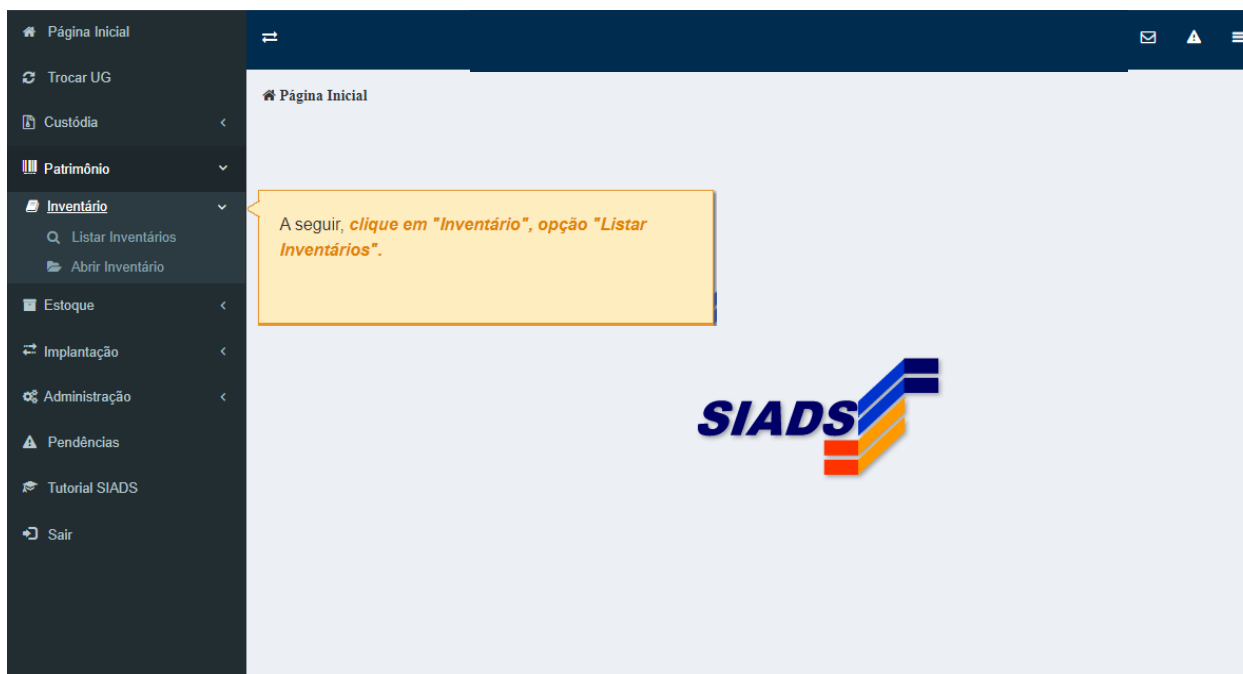 Página Inicial
Trocar UG
Custódia
Patrimônio
Inventário
Listar Inventários
Abrir Inventário
Estoque
Implantação
Administração
Pendências
Tutorial SIADS
Sair
Página Inicial
A seguir, clique em "Inventário", opção "Listar
Inventários".
SIADS